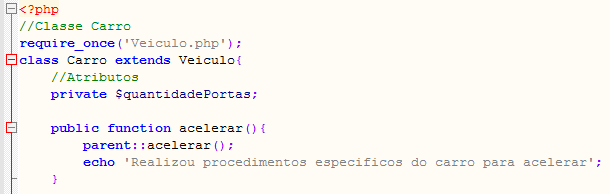 <?php
//Classe Carro
require_once('Veiculo.php');
class Carro extends Veiculo{
//Atributos
private $quantidadePortas;
public function acelerar(){
parent::acelerar();
echo 'Realizou procedimentos especificos do carro para acelerar';
}